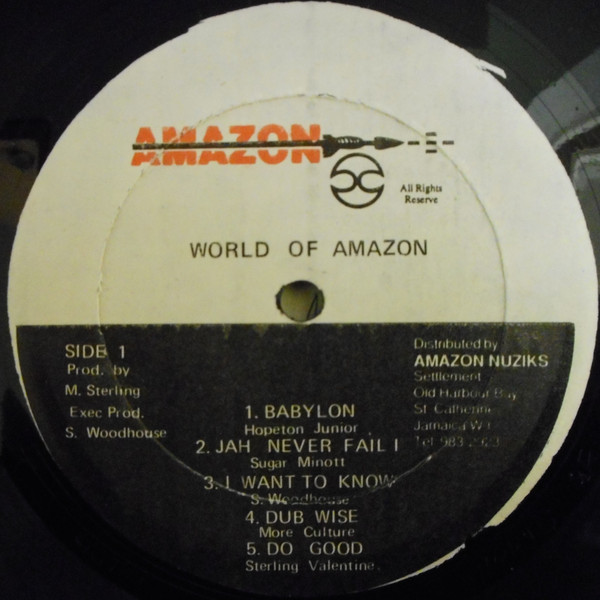 AMAZON
All Rights
Reserve
WORLD OF AMAZON
SIDE 1
Prod. by
M. Sterling
Exec Prod.
S. Woodhouse
Distributed by
AMAZON NUZIKS
Settlement
Old Harbour Bay
St Catherine
Jamaica W I
Tel 983
1. BABYLON
Hopeton Junior
2. JAH NEVER FAIL I
Sugar Minott
3. I WANT TO KNOW
S. Woodhouse
4. DUB WISE
More Culture
5. DO GOOD
Sterling Valentine.